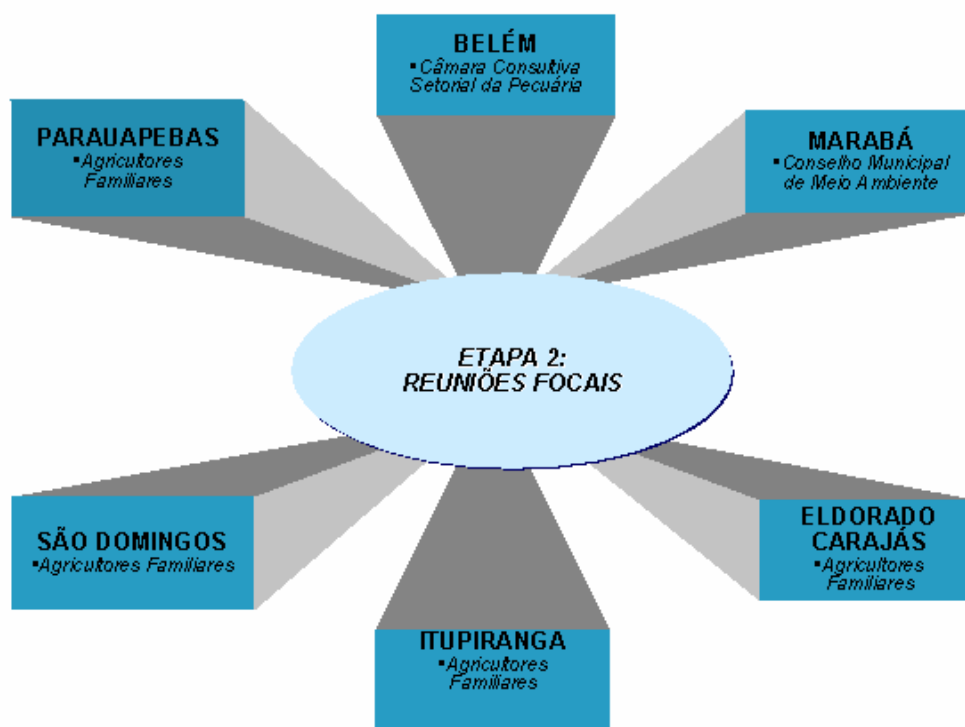 BELÉM
▪Câmara Consultiva
Setorial da Pecuária
PARAUAPEBAS
▪Agricultores
Familiares
MARABÁ
▪Conselho Municipal
de Meio Ambiente
ETAPA 2:
REUNIÕES FOCAIS
SÃO DOMINGOS
▪Agricultores Familiares
ELDORADO
CARAJÁS
▪Agricultores
Familiares
ITUPIRANGA
▪Agricultores
Familiares